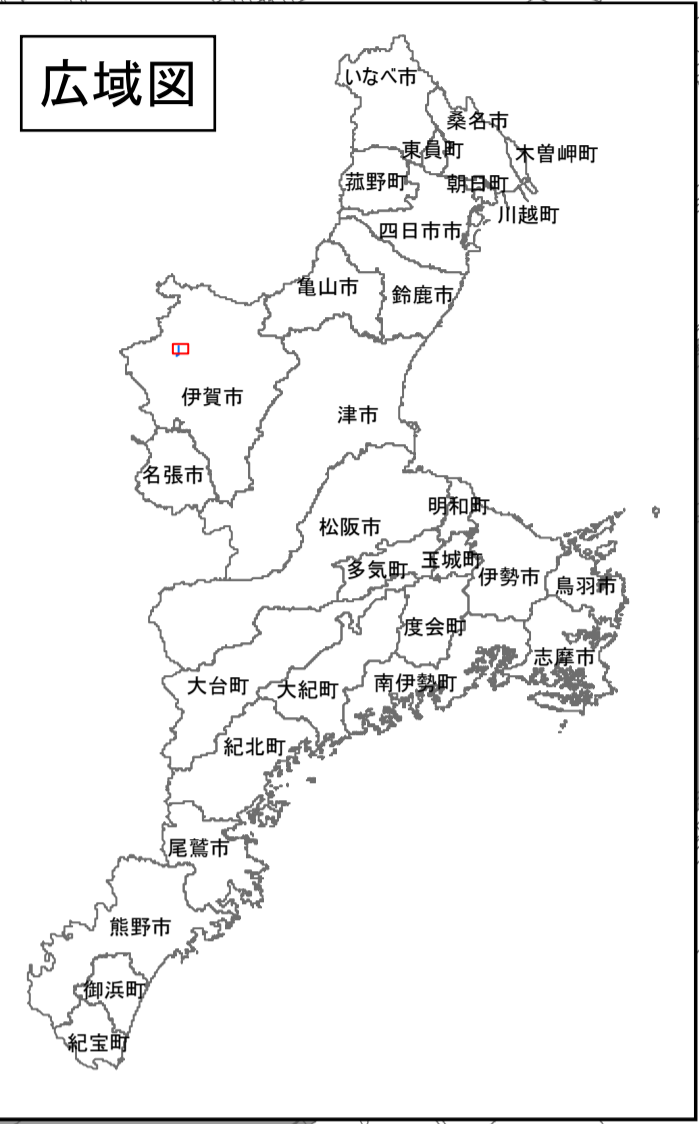 広域図
いなべ市
桑名市
東員町
木曽岬町
菰野町
朝日町
川越町
四日市市
亀山市
鈴鹿市
伊賀市
津市
名張市
明和町
松阪市
玉城町
多気町
伊勢市
鳥羽市
度会町
志摩市
大台町
大紀町
南伊勢町
紀北町
尾鷲市
熊野市
御浜町
紀宝町